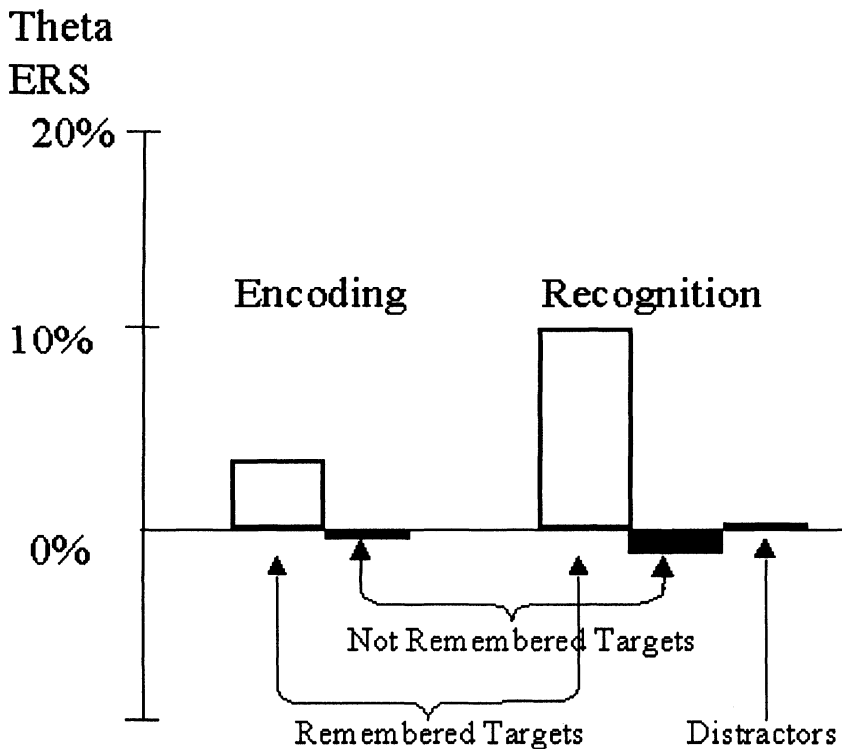 Theta
ERS
20%
Encoding
Recognition
10%
0%
Not Remembered Targets
Remembered Targets
Distractors